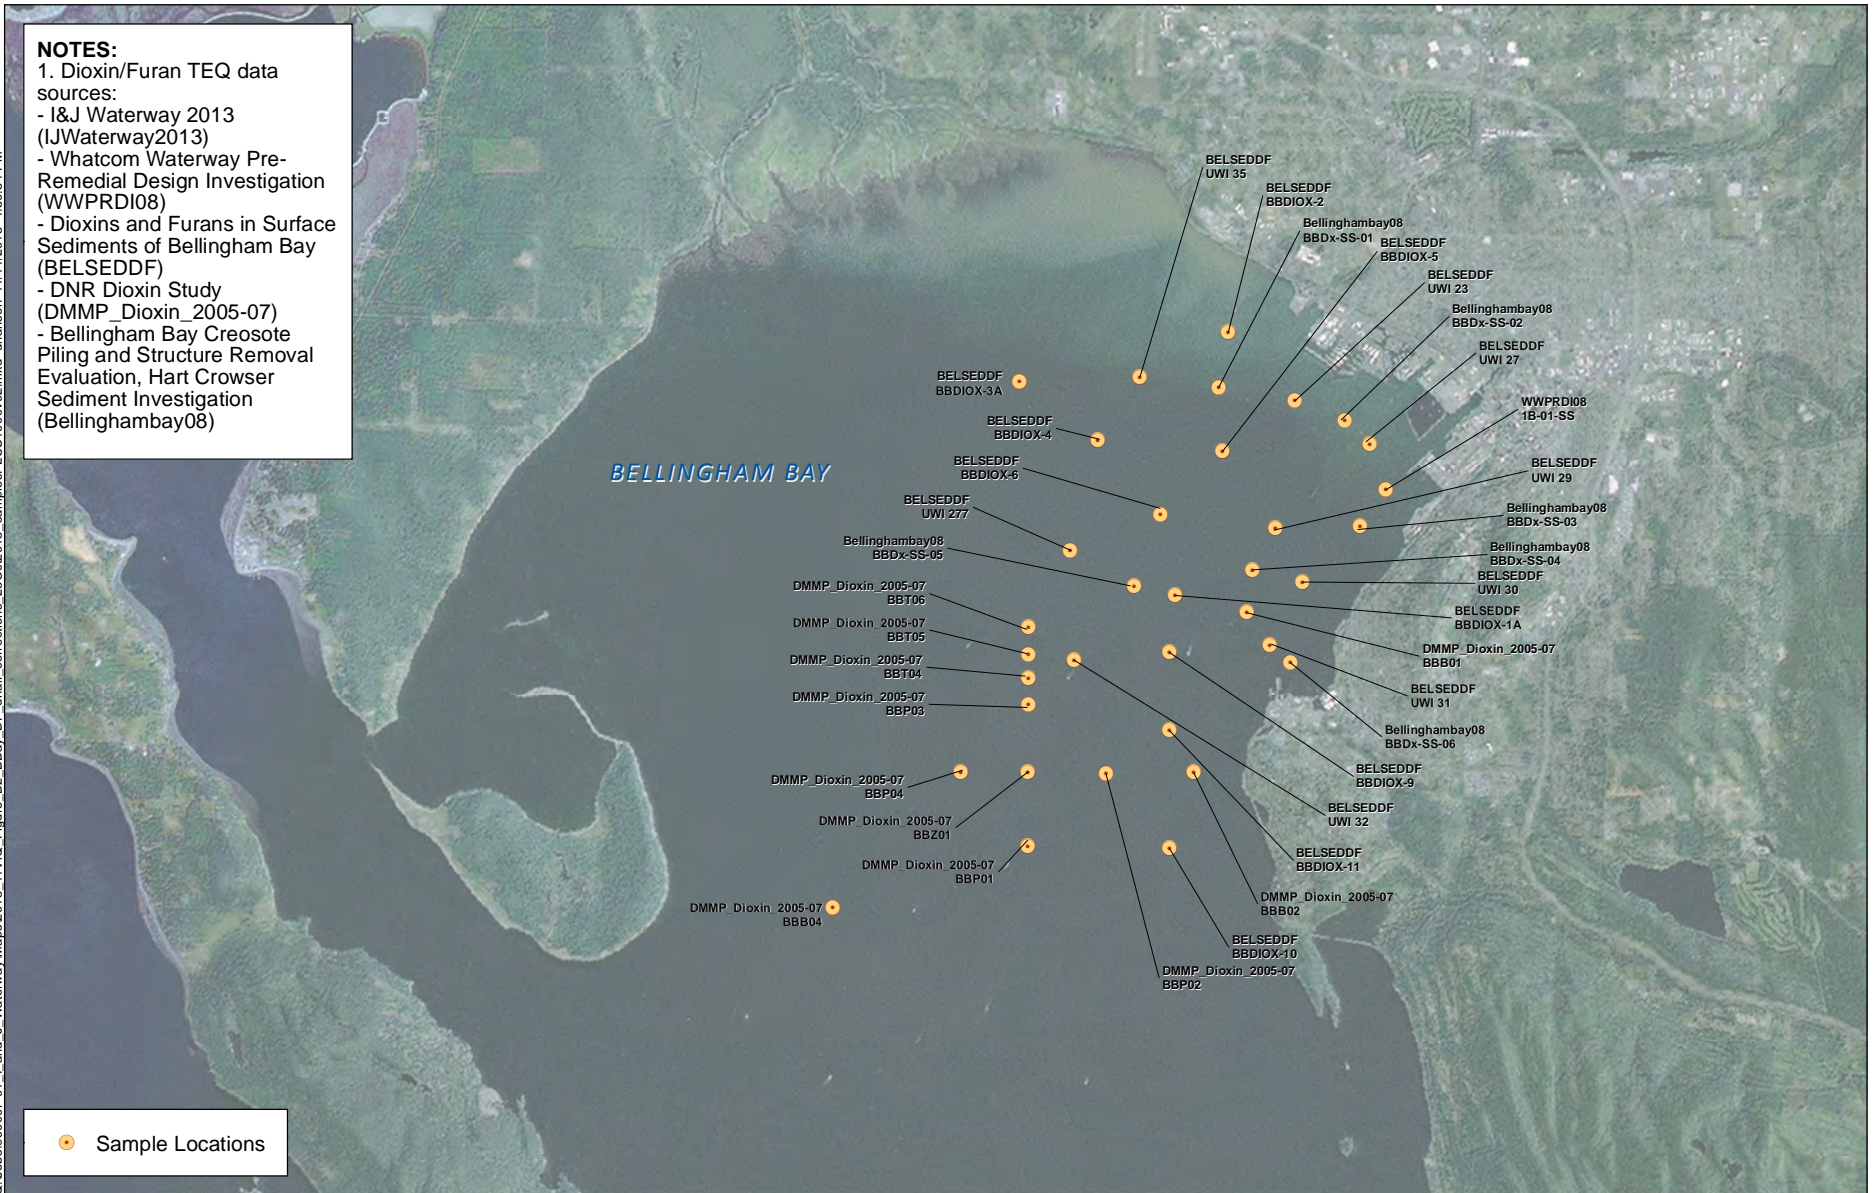 NOTES:
1. Dioxin/Furan TEQ data
sources:
- I&J Waterway 2013
(IJWaterway2013)
- Whatcom Waterway Pre-
Remedial Design Investigation
(WWPRDI08)
- Dioxins and Furans in Surface
Sediments of Bellingham Bay
(BELSEDDF)
- DNR Dioxin Study
(DMMP_Dioxin_2005-07)
- Bellingham Bay Creosote
Piling and Structure Removal
Evaluation, Hart Crowser
Sediment Investigation
(Bellinghambay08)
BELSEDDF
UWI 35
BELSEDDF
BBDIOX-2
Bellinghambay08
BBDx-SS-01
BELSEDDF
BBDIOX-5
BELSEDDF
UWI 23
Bellinghambay08
BBDx-SS-02
BELSEDDF
UWI 27
WWPRDI08
1B-01-SS
BELSEDDF
UWI 29
Bellinghambay08
BBDx-SS-03
Bellinghambay08
BBDx-SS-04
BELSEDDF
UWI 30
BELSEDDF
BBDIOX-1A
DMMP_Dioxin_2005-07
BBB01
BELSEDDF
UWI 31
Bellinghambay08
BBDx-SS-06
BELSEDDF
BBDIOX-9
BELSEDDF
UWI 32
BELSEDDF
BBDIOX-11
DMMP_Dioxin_2005-07
BBB02
BELSEDDF
BBDIOX-10
DMMP_Dioxin_2005-07
BBP02
BELSEDDF
BBDIOX-3A
BELSEDDF
BBDIOX-4
BELLINGHAM BAY
BELSEDDF
BBDIOX-6
BELSEDDF
UWI 277
Bellinghambay08
BBDx-SS-05
DMMP_Dioxin_2005-07
BBT06
DMMP_Dioxin_2005-07
BBT05
DMMP_Dioxin_2005-07
BBT04
DMMP_Dioxin_2005-07
BBP03
DMMP_Dioxin_2005-07
BBP04
DMMP_Dioxin_2005-07
BBZ01
DMMP_Dioxin_2005-07
BBP01
DMMP_Dioxin_2005-07
BBB04
Sample Locations